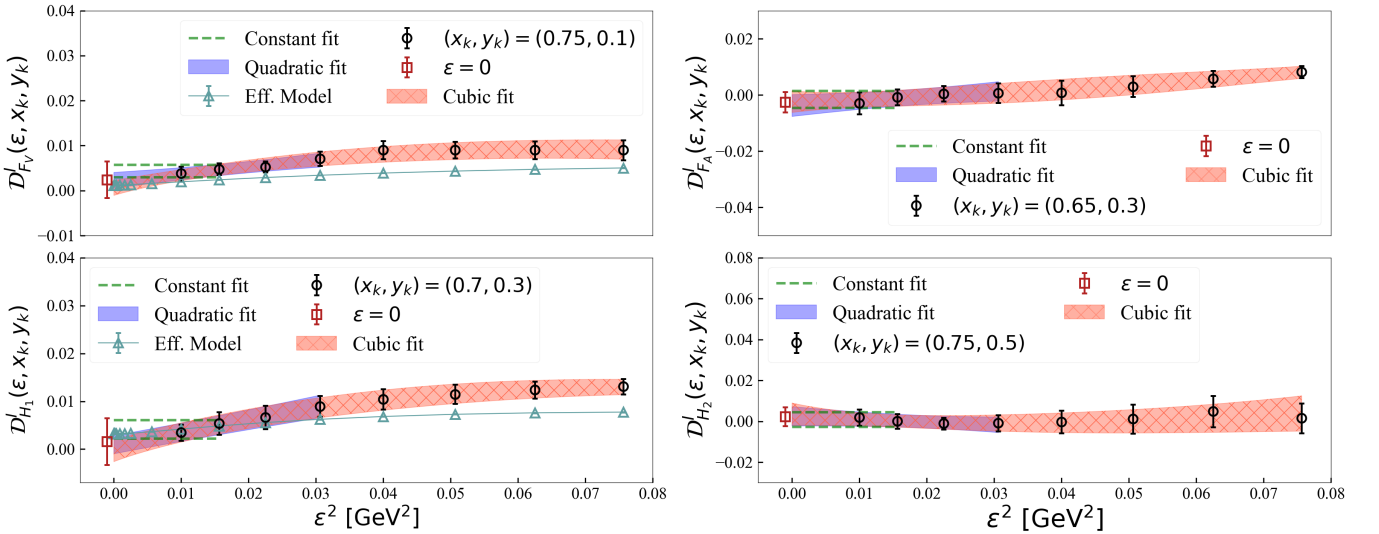 0.04
0.03
0.02
0.01
0.00
−0.01
𝒟^I_{F_V}(ε, x_k, y_k)
Constant fit
Quadratic fit
Eff. Model
(x_k, y_k) = (0.75, 0.1)
ε = 0
Cubic fit
0.02
0.00
−0.02
−0.04
𝒟^I_{F_A}(ε, x_k, y_k)
Constant fit
Quadratic fit
(x_k, y_k) = (0.65, 0.3)
ε = 0
Cubic fit
0.04
0.03
0.02
0.01
0.00
𝒟^I_{H_1}(ε, x_k, y_k)
Constant fit
Quadratic fit
Eff. Model
(x_k, y_k) = (0.7, 0.3)
ε = 0
Cubic fit
0.00 0.01 0.02 0.03 0.04 0.05 0.06 0.07 0.08
ε² [GeV²]
0.08
0.06
0.04
0.02
0.00
−0.02
𝒟^I_{H_2}(ε, x_k, y_k)
Constant fit
Quadratic fit
(x_k, y_k) = (0.75, 0.5)
ε = 0
Cubic fit
0.00 0.01 0.02 0.03 0.04 0.05 0.06 0.07 0.08
ε² [GeV²]